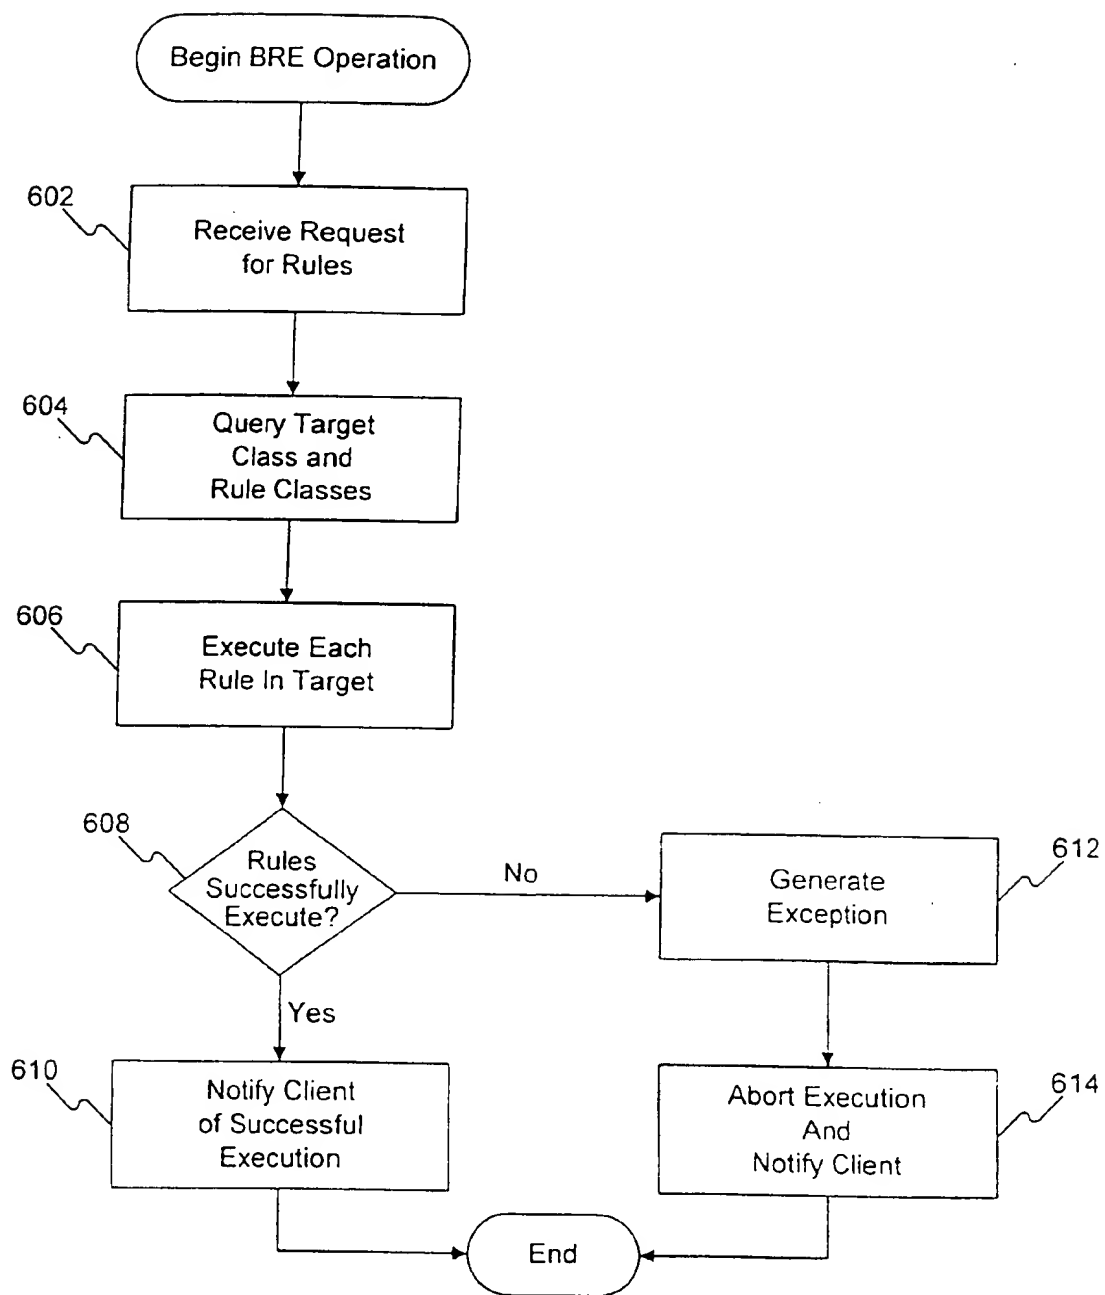 Begin BRE Operation
602
Receive Request
for Rules
604
Query Target
Class and
Rule Classes
606
Execute Each
Rule In Target
608
Rules
Successfully
Execute?
No
612
Generate
Exception
Yes
610
Notify Client
of Successful
Execution
614
Abort Execution
And
Notify Client
End